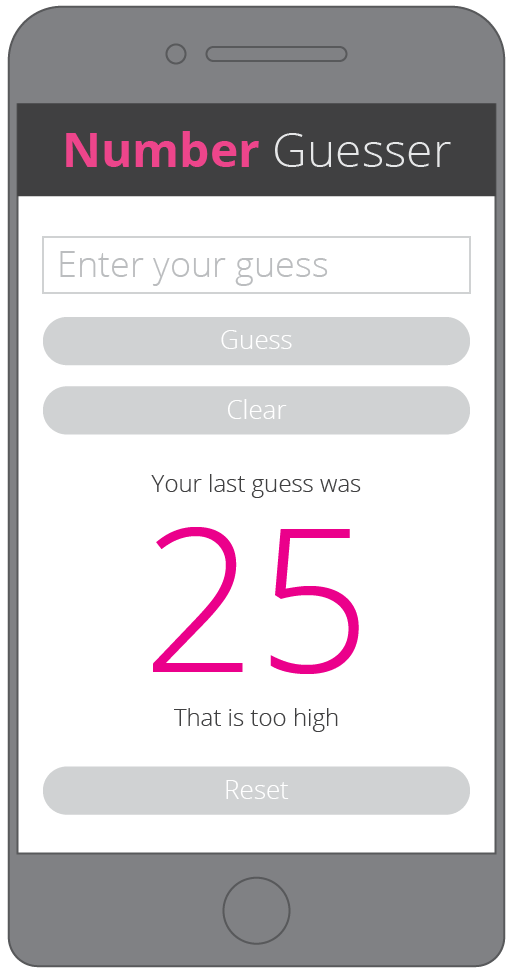 Number Guesser
Enter your guess
Guess
Clear
Your last guess was
25
That is too high
Reset